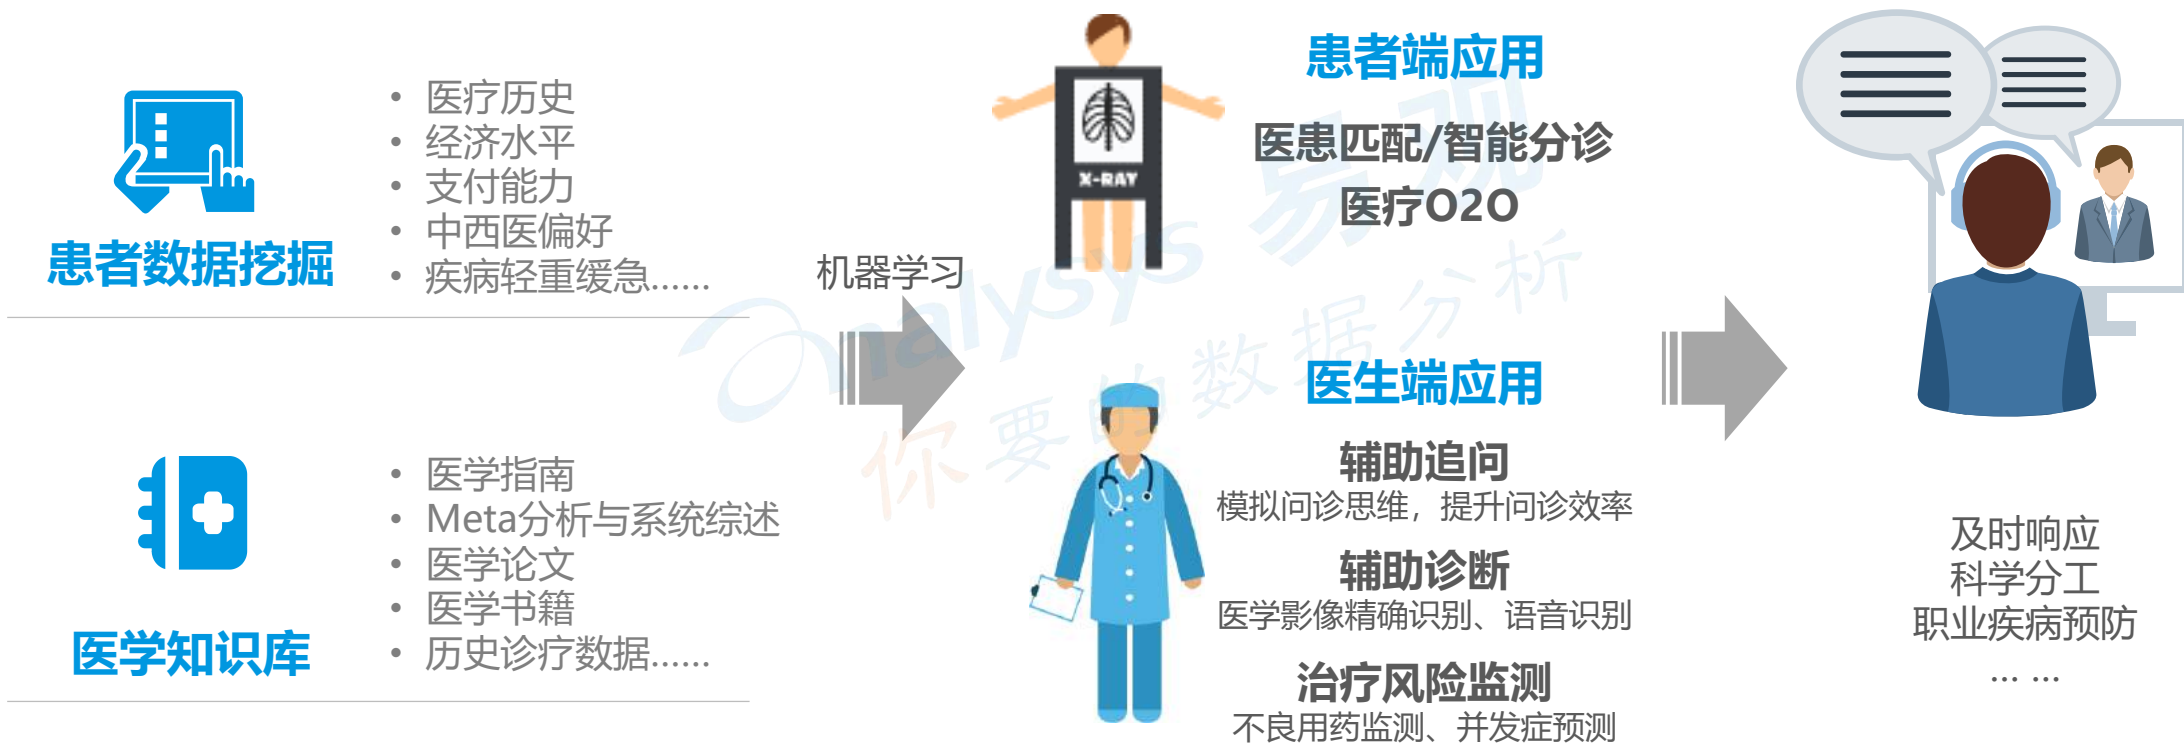 患者数据挖掘
• 医疗历史
• 经济水平
• 支付能力
• 中西医偏好
• 疾病轻重缓急......
医学知识库
• 医学指南
• Meta分析与系统综述
• 医学论文
• 医学书籍
• 历史诊疗数据......
机器学习
X-RAY
患者端应用
医患匹配/智能分诊
医疗O2O
医生端应用
辅助追问
模拟问诊思维，提升问诊效率
辅助诊断
医学影像精确识别、语音识别
治疗风险监测
不良用药监测、并发症预测
及时响应
科学分工
职业疾病预防
... ...
analysys 易观
你要的数据分析